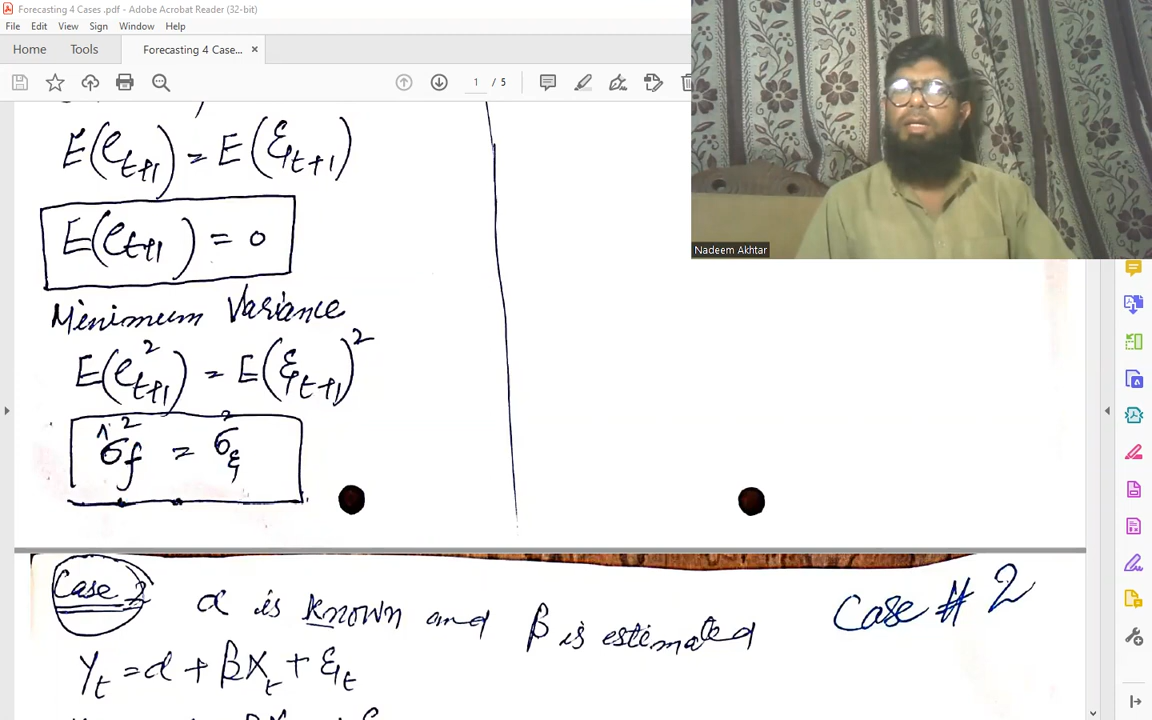 Forecasting 4 Cases .pdf - Adobe Acrobat Reader (32-bit)
File Edit View Sign Window Help
Home Tools Forecasting 4 Case... ×
1 / 5
E(e_{t+1}) = E(ε_{t+1})
E(e_{t+1}) = 0
Minimum Variance
E(e²_{t+1}) = E(ε_{t+1})²
σ̂²_f = σ²_ε
Nadeem Akhtar
Case 2 α is known and β is estimated Case # 2
Y_t = α + βX_t + ε_t